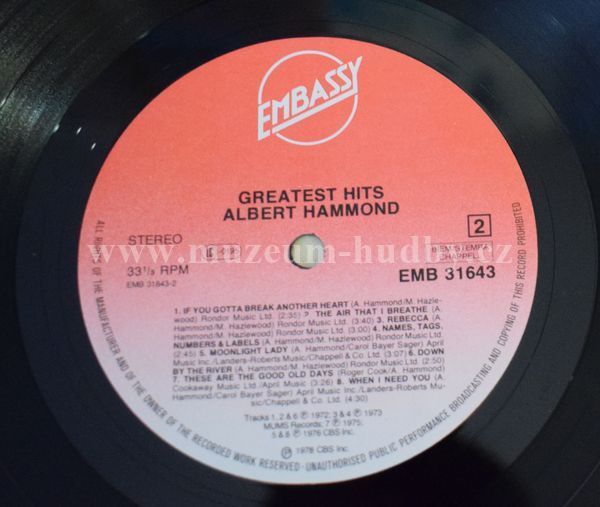 EMBASSY
GREATEST HITS
ALBERT HAMMOND
STEREO
33 1/3 RPM
EMB 31643-2
2
BIEM/STEMRA
CHAPPELL
EMB 31643
www.muzeum-hudby.cz
1. IF YOU GOTTA BREAK ANOTHER HEART (A. Hammond/M. Hazle-
wood) Rondor Music Ltd. (2:35) 2. THE AIR THAT I BREATHE (A.
Hammond/M. Hazlewood) Rondor Music Ltd. (3:40) 3. REBECCA (A.
Hammond/M. Hazlewood) Rondor Music Ltd. (3:30) 4. NAMES, TAGS,
NUMBERS & LABELS (A. Hammond/M. Hazlewood) Rondor Music Ltd.
(2:45) 5. MOONLIGHT LADY (A. Hammond/Carol Bayer Sager) April
Music Inc./Landers-Roberts Music/Chappell & Co. Ltd. (3:07) 6. DOWN
BY THE RIVER (A. Hammond/M. Hazlewood) Rondor Music Ltd. (2:50)
7. THESE ARE THE GOOD OLD DAYS (Roger Cook/A. Hammond)
Cookaway Music Ltd./April Music (3:26) 8. WHEN I NEED YOU (A.
Hammond/Carol Bayer Sager) April Music Inc./Landers-Roberts Mu-
sic/Chappell & Co. Ltd. (4:30)
Tracks 1, 2 & 6 ℗ 1972; 3 & 4 ℗ 1973
MUMS Records; 7 ℗ 1975;
5 & 8 ℗ 1976 CBS Inc.
℗ 1978 CBS Inc.
ALL RIGHTS OF THE MANUFACTURER AND OF THE OWNER OF THE RECORDED WORK RESERVED - UNAUTHORISED PUBLIC PERFORMANCE BROADCASTING AND COPYING OF THIS RECORD PROHIBITED